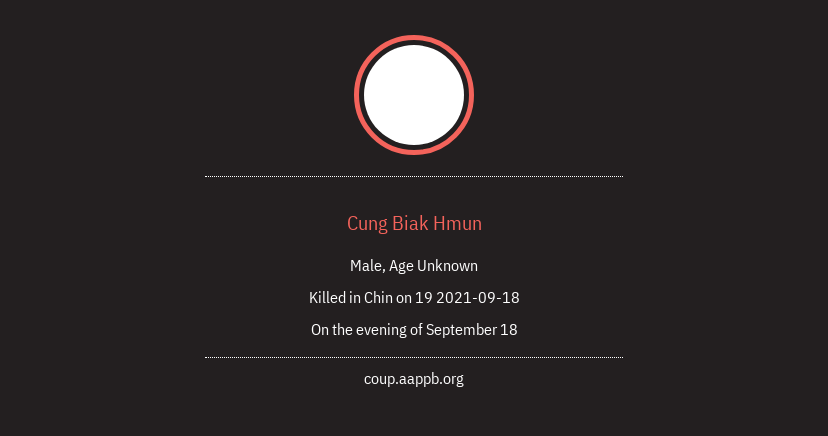 Cung Biak Hmun
Male, Age Unknown
Killed in Chin on 19 2021-09-18
On the evening of September 18
coup.aappb.org